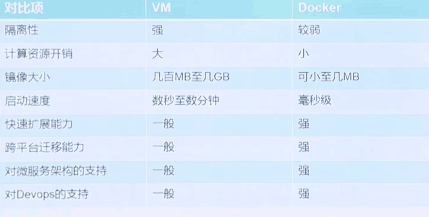 对比项 VM Docker
隔离性 强 较弱
计算资源开销 大 小
镜像大小 几百MB至几GB 可小至几MB
启动速度 数秒至数分钟 毫秒级
快速扩展能力 一般 强
跨平台迁移能力 一般 强
对微服务架构的支持 一般 强
对Devops的支持 一般 强